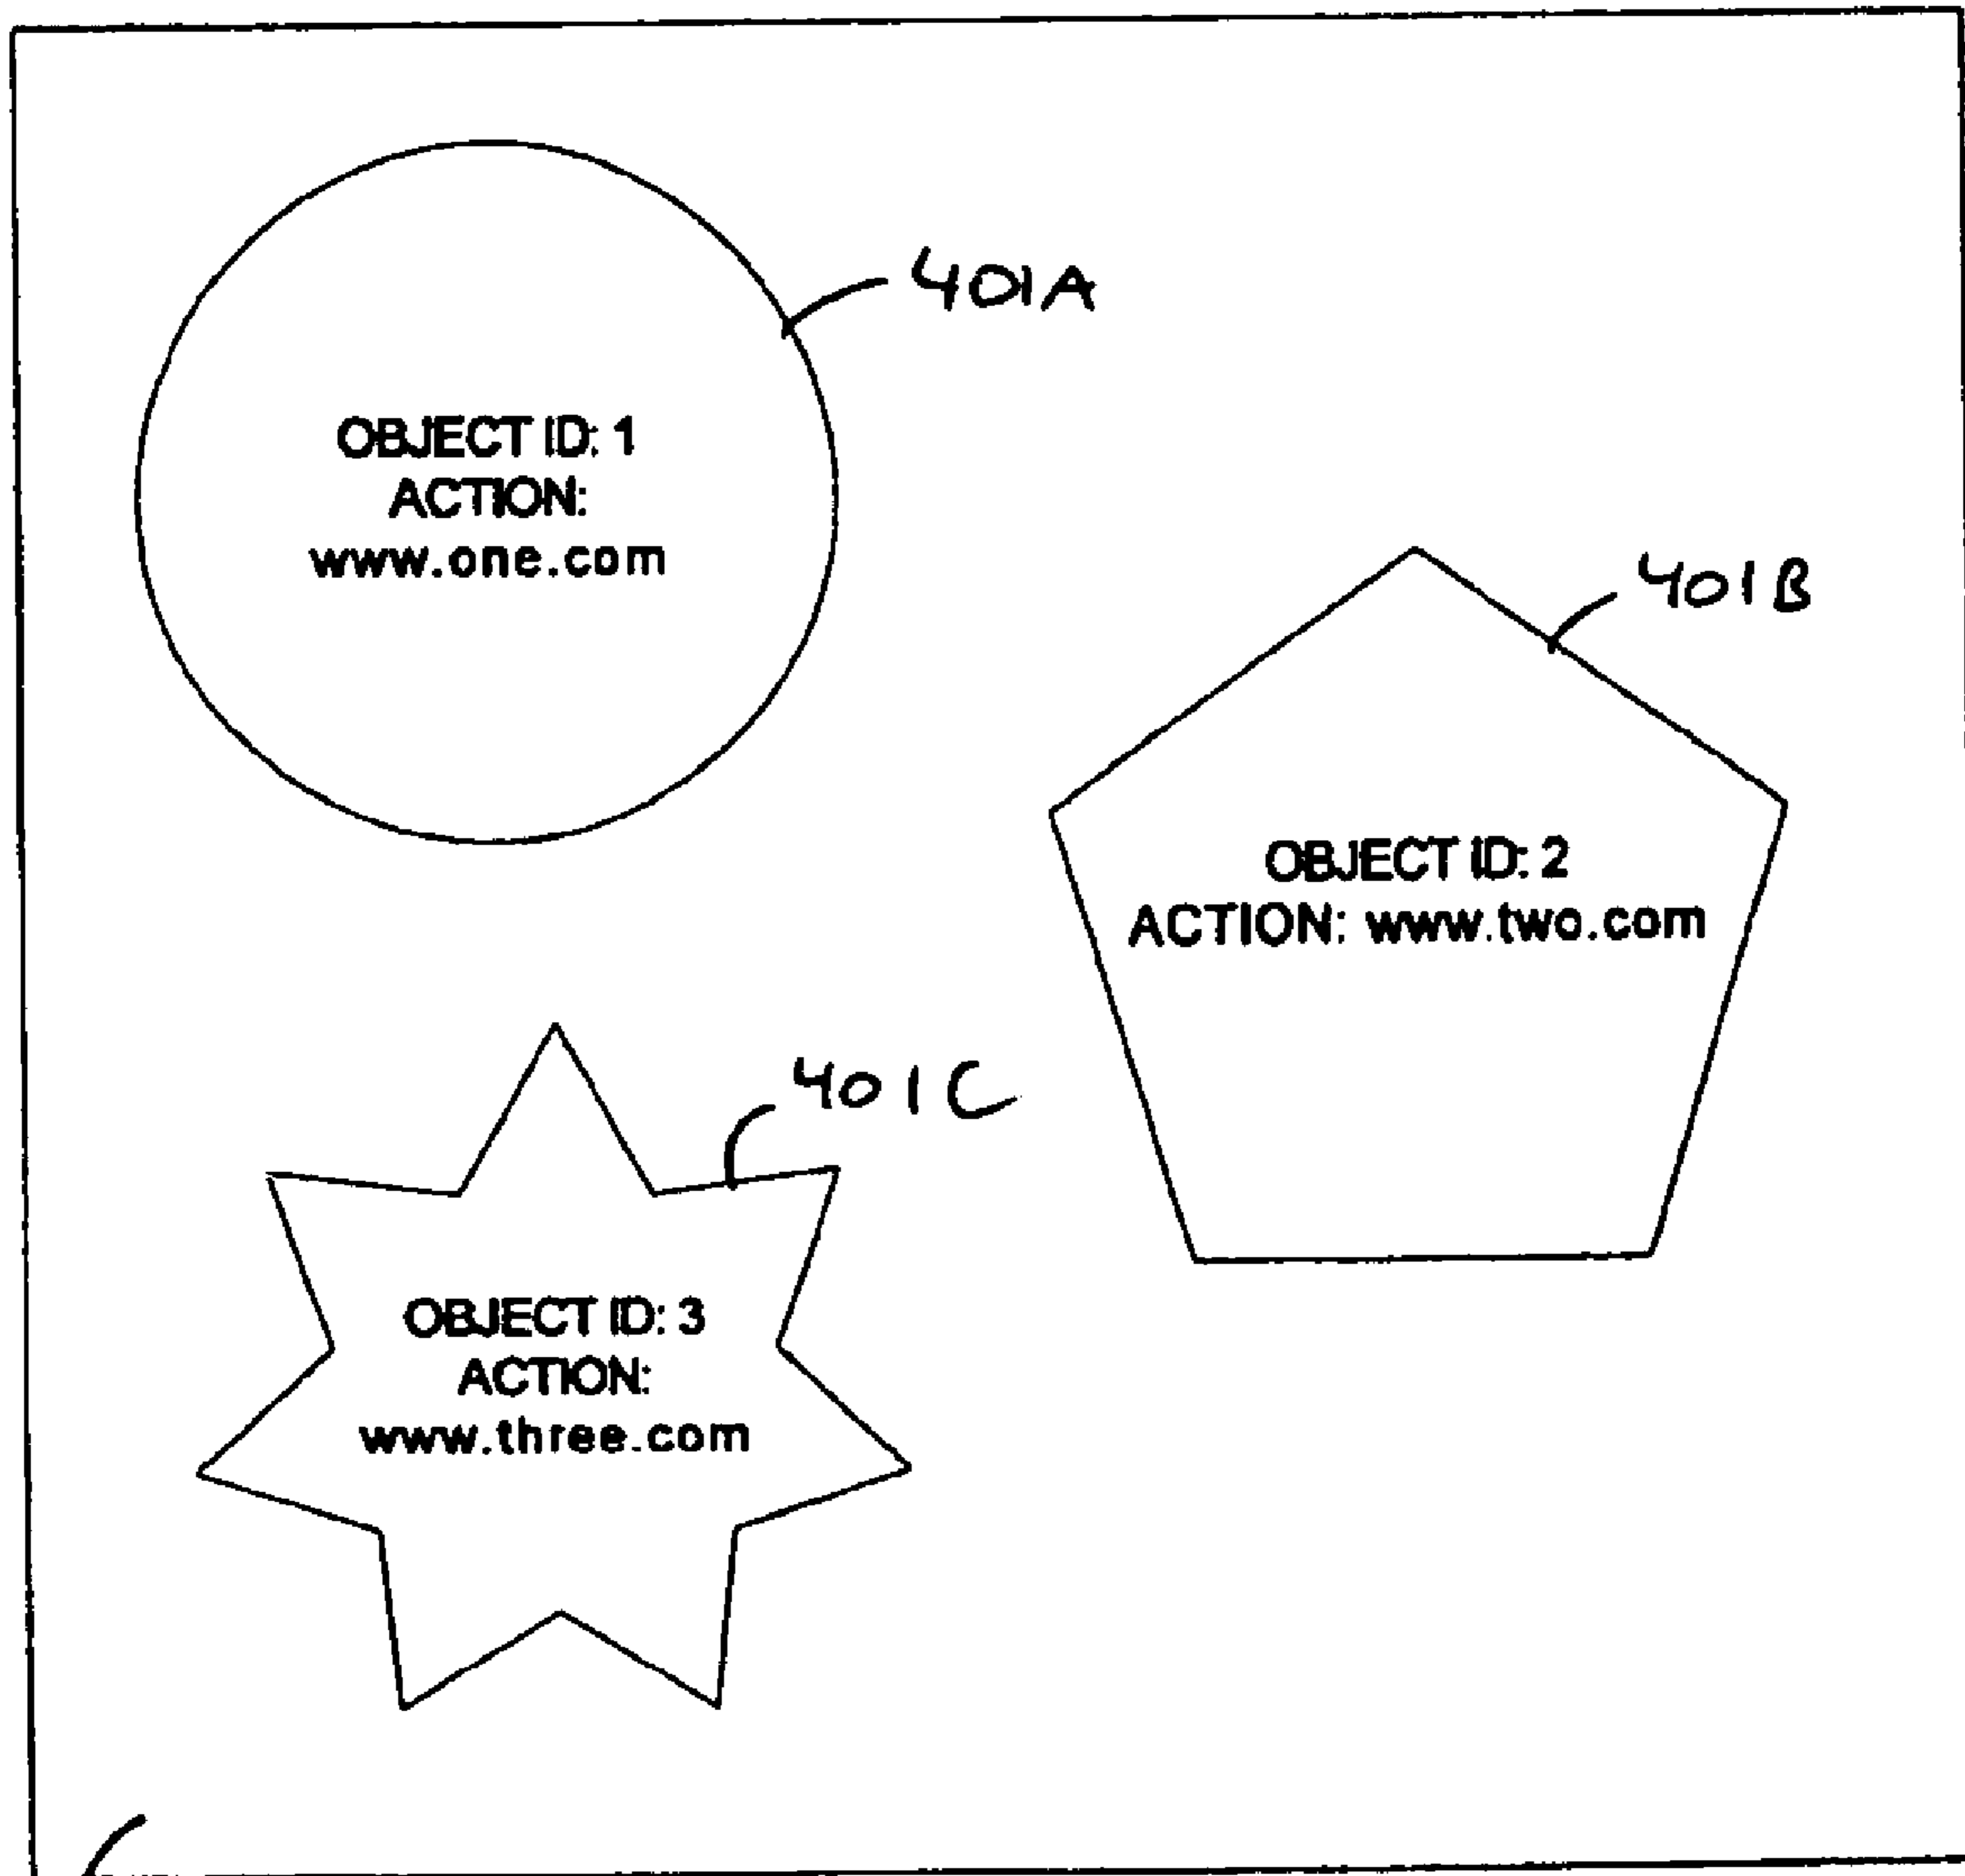 401A
OBJECT ID: 1
ACTION:
www.one.com
401B
OBJECT ID: 2
ACTION: www.two.com
401C
OBJECT ID: 3
ACTION:
www.three.com